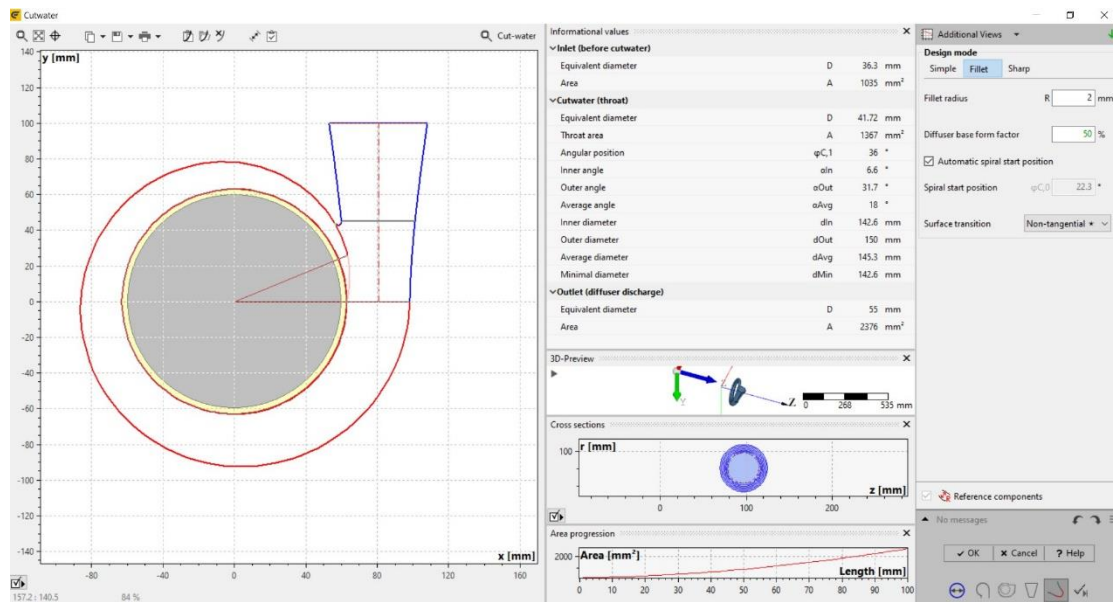 Cutwater
Cut-water
y [mm]
140
120
100
80
60
40
20
0
-20
-40
-60
-80
-100
-120
-140
x [mm]
-80 -40 0 40 80 120 160
157.2 : 140.5 84 %
Informational values
Inlet (before cutwater)
Equivalent diameter D 36.3 mm
Area A 1035 mm²
Cutwater (throat)
Equivalent diameter D 41.72 mm
Throat area A 1367 mm²
Angular position φC,1 36 °
Inner angle αIn 6.6 °
Outer angle αOut 31.7 °
Average angle αAvg 18 °
Inner diameter dIn 142.6 mm
Outer diameter dOut 150 mm
Average diameter dAvg 145.3 mm
Minimal diameter dMin 142.6 mm
Outlet (diffuser discharge)
Equivalent diameter D 55 mm
Area A 2376 mm²
3D-Preview
Z
Y
0 268 535 mm
Cross sections
r [mm]
100
z [mm]
0 100 200
Area progression
Area [mm²]
2000
Length [mm]
0 10 20 30 40 50 60 70 80 90 100
Additional Views
Design mode
Simple Fillet Sharp
Fillet radius R 2 mm
Diffuser base form factor 50 %
Automatic spiral start position
Spiral start position φC,0 22.3 °
Surface transition Non-tangential
Reference components
No messages
OK Cancel ? Help